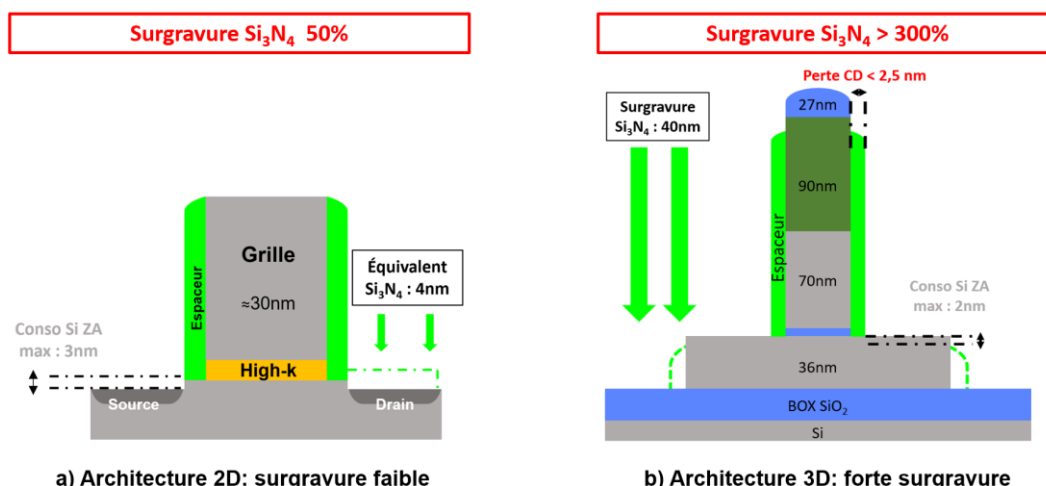 Surgravure Si₃N₄ 50%
Surgravure Si₃N₄ > 300%
Perte CD < 2,5 nm
Surgravure
Si₃N₄ : 40nm
27nm
90nm
Espaceur
70nm
Conso Si ZA
max : 2nm
36nm
BOX SiO₂
Si
Espaceur
Grille
≈30nm
High-k
Équivalent
Si₃N₄ : 4nm
Conso Si ZA
max : 3nm
Source
Drain
a) Architecture 2D: surgravure faible
b) Architecture 3D: forte surgravure